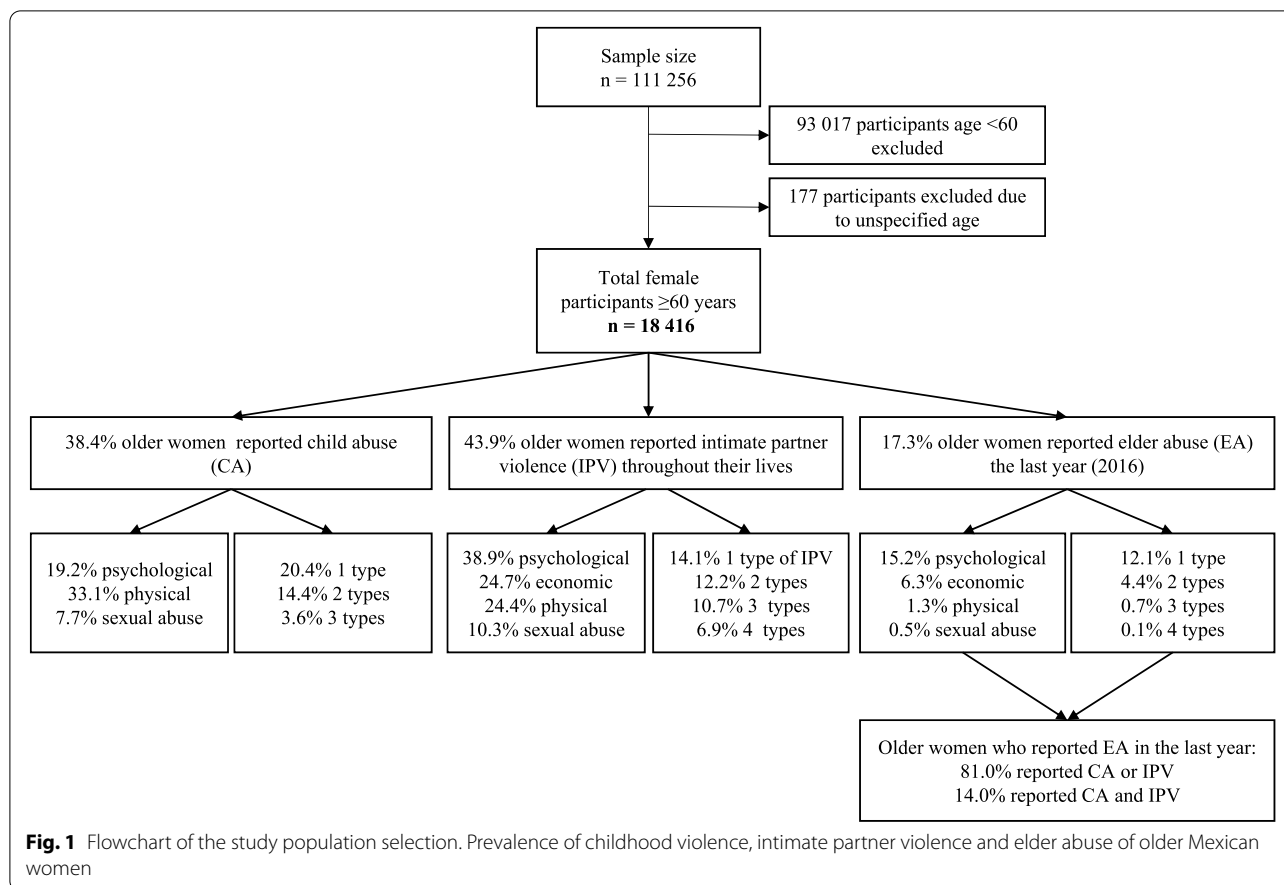 Sample size
n = 111 256
93 017 participants age <60
excluded
177 participants excluded due
to unspecified age
Total female
participants ≥60 years
n = 18 416
38.4% older women reported child abuse
(CA)
43.9% older women reported intimate partner
violence (IPV) throughout their lives
17.3% older women reported elder abuse (EA)
the last year (2016)
19.2% psychological
33.1% physical
7.7% sexual abuse
20.4% 1 type
14.4% 2 types
3.6% 3 types
38.9% psychological
24.7% economic
24.4% physical
10.3% sexual abuse
14.1% 1 type of IPV
12.2% 2 types
10.7% 3 types
6.9% 4 types
15.2% psychological
6.3% economic
1.3% physical
0.5% sexual abuse
12.1% 1 type
4.4% 2 types
0.7% 3 types
0.1% 4 types
Older women who reported EA in the last year:
81.0% reported CA or IPV
14.0% reported CA and IPV
Fig. 1 Flowchart of the study population selection. Prevalence of childhood violence, intimate partner violence and elder abuse of older Mexican
women